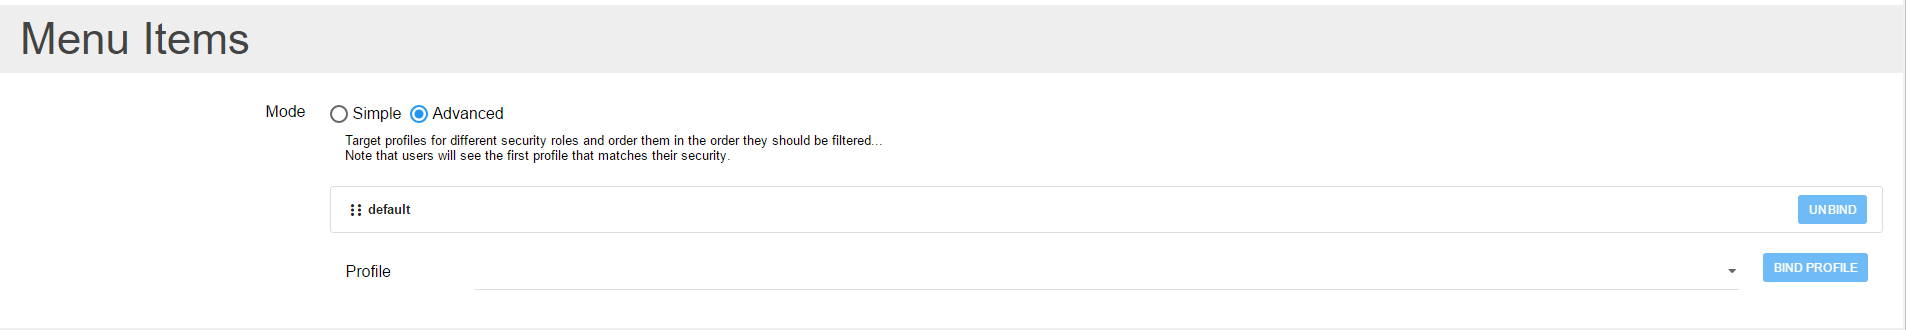 Menu Items
Mode
Simple Advanced
Target profiles for different security roles and order them in the order they should be filtered...
Note that users will see the first profile that matches their security.
default
UNBIND
Profile
BIND PROFILE